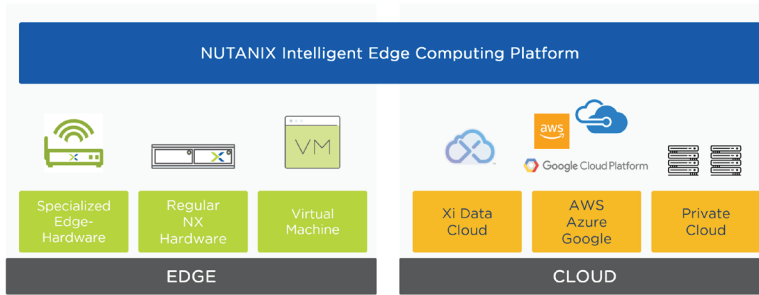 NUTANIX Intelligent Edge Computing Platform
VM
aws
Google Cloud Platform
Specialized
Edge-
Hardware
Regular
NX
Hardware
Virtual
Machine
Xi Data
Cloud
AWS
Azure
Google
Private
Cloud
EDGE
CLOUD